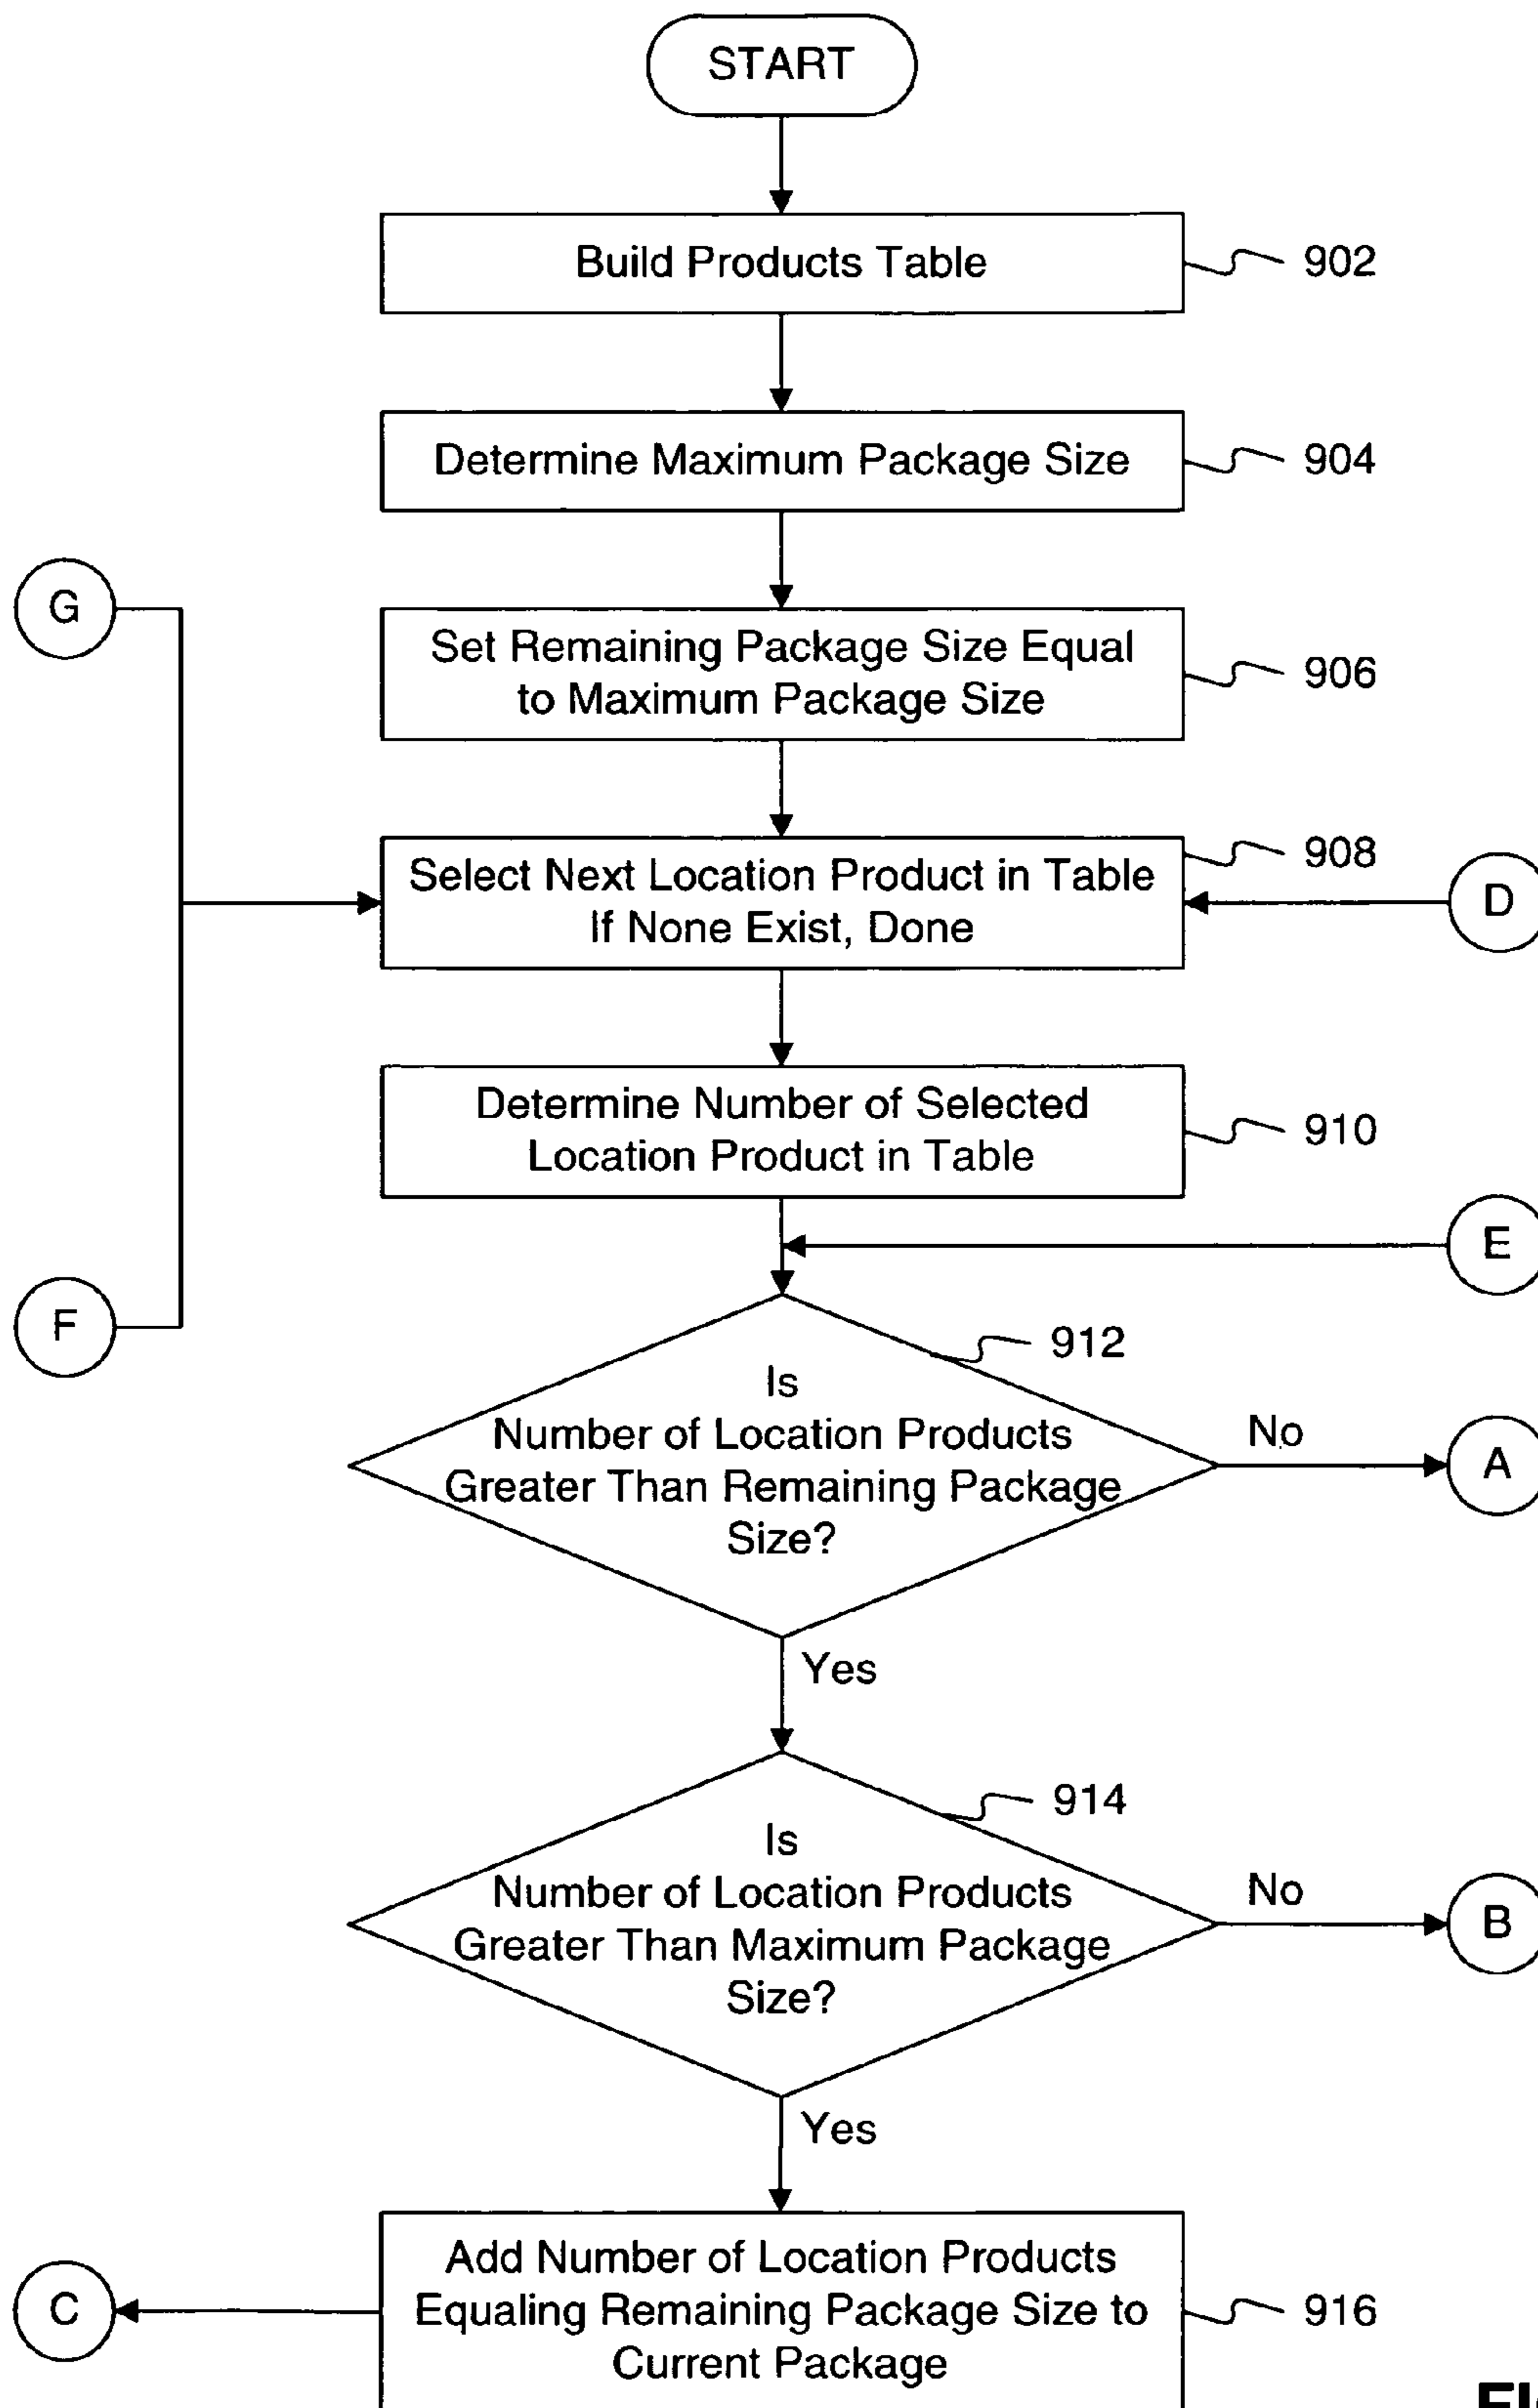 START
Build Products Table
902
Determine Maximum Package Size
904
G
Set Remaining Package Size Equal
to Maximum Package Size
906
Select Next Location Product in Table
If None Exist, Done
908
D
Determine Number of Selected
Location Product in Table
910
E
F
912
Is
Number of Location Products
Greater Than Remaining Package
Size?
No
A
Yes
914
Is
Number of Location Products
Greater Than Maximum Package
Size?
No
B
Yes
Add Number of Location Products
Equaling Remaining Package Size to
Current Package
916
C